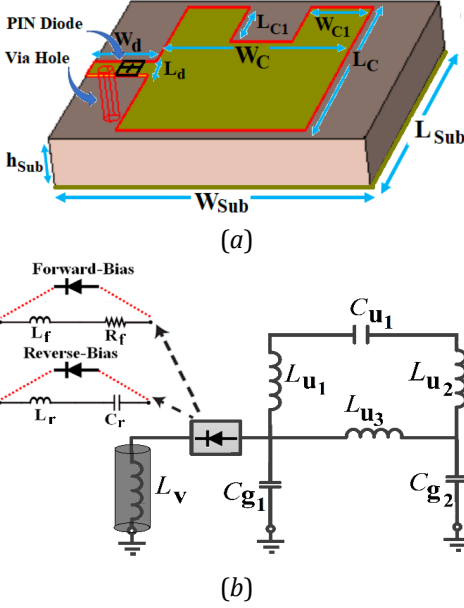 PIN Diode
Via Hole
W_d
L_d
L_C1
W_C
W_C1
L_C
h_Sub
W_Sub
L_Sub
(a)
Forward-Bias
L_f
R_f
Reverse-Bias
L_r
C_r
C_u1
L_u1
L_u2
L_u3
L_v
C_g1
C_g2
(b)